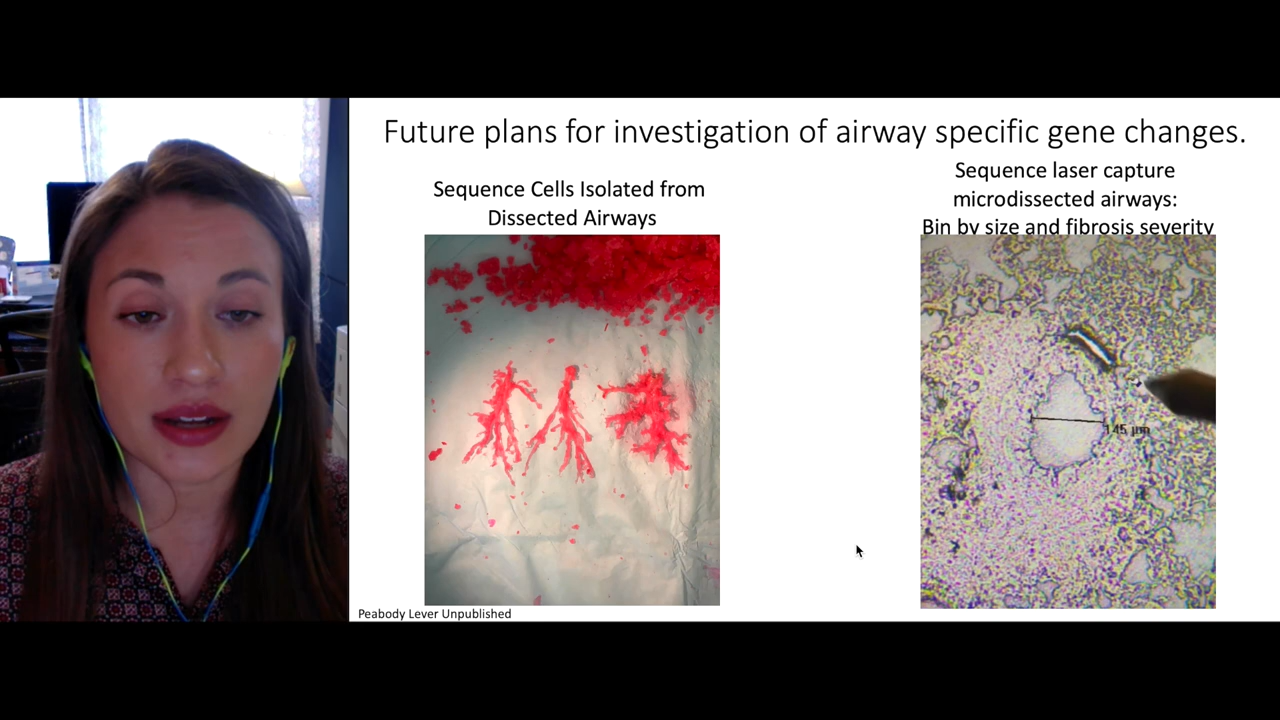 Future plans for investigation of airway specific gene changes.
Sequence Cells Isolated from
Dissected Airways
Sequence laser capture
microdissected airways:
Bin by size and fibrosis severity
145 µm
Peabody Lever Unpublished